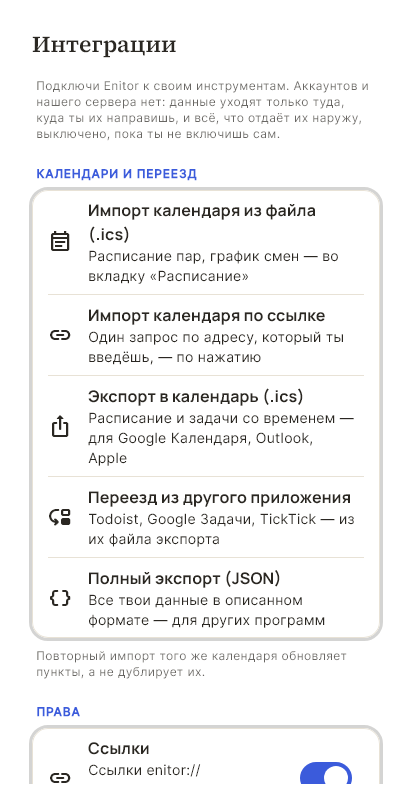 Интеграции
Подключи Enitor к своим инструментам. Аккаунтов и
нашего сервера нет: данные уходят только туда,
куда ты их направишь, и всё, что отдаёт их наружу,
выключено, пока ты не включишь сам.
КАЛЕНДАРИ И ПЕРЕЕЗД
Импорт календаря из файла
(.ics)
Расписание пар, график смен — во
вкладку «Расписание»
Импорт календаря по ссылке
Один запрос по адресу, который ты
введёшь, — по нажатию
Экспорт в календарь (.ics)
Расписание и задачи со временем —
для Google Календаря, Outlook,
Apple
Переезд из другого приложения
Todoist, Google Задачи, TickTick — из
их файла экспорта
Полный экспорт (JSON)
Все твои данные в описанном
формате — для других программ
Повторный импорт того же календаря обновляет
пункты, а не дублирует их.
ПРАВА
Ссылки
Ссылки enitor://